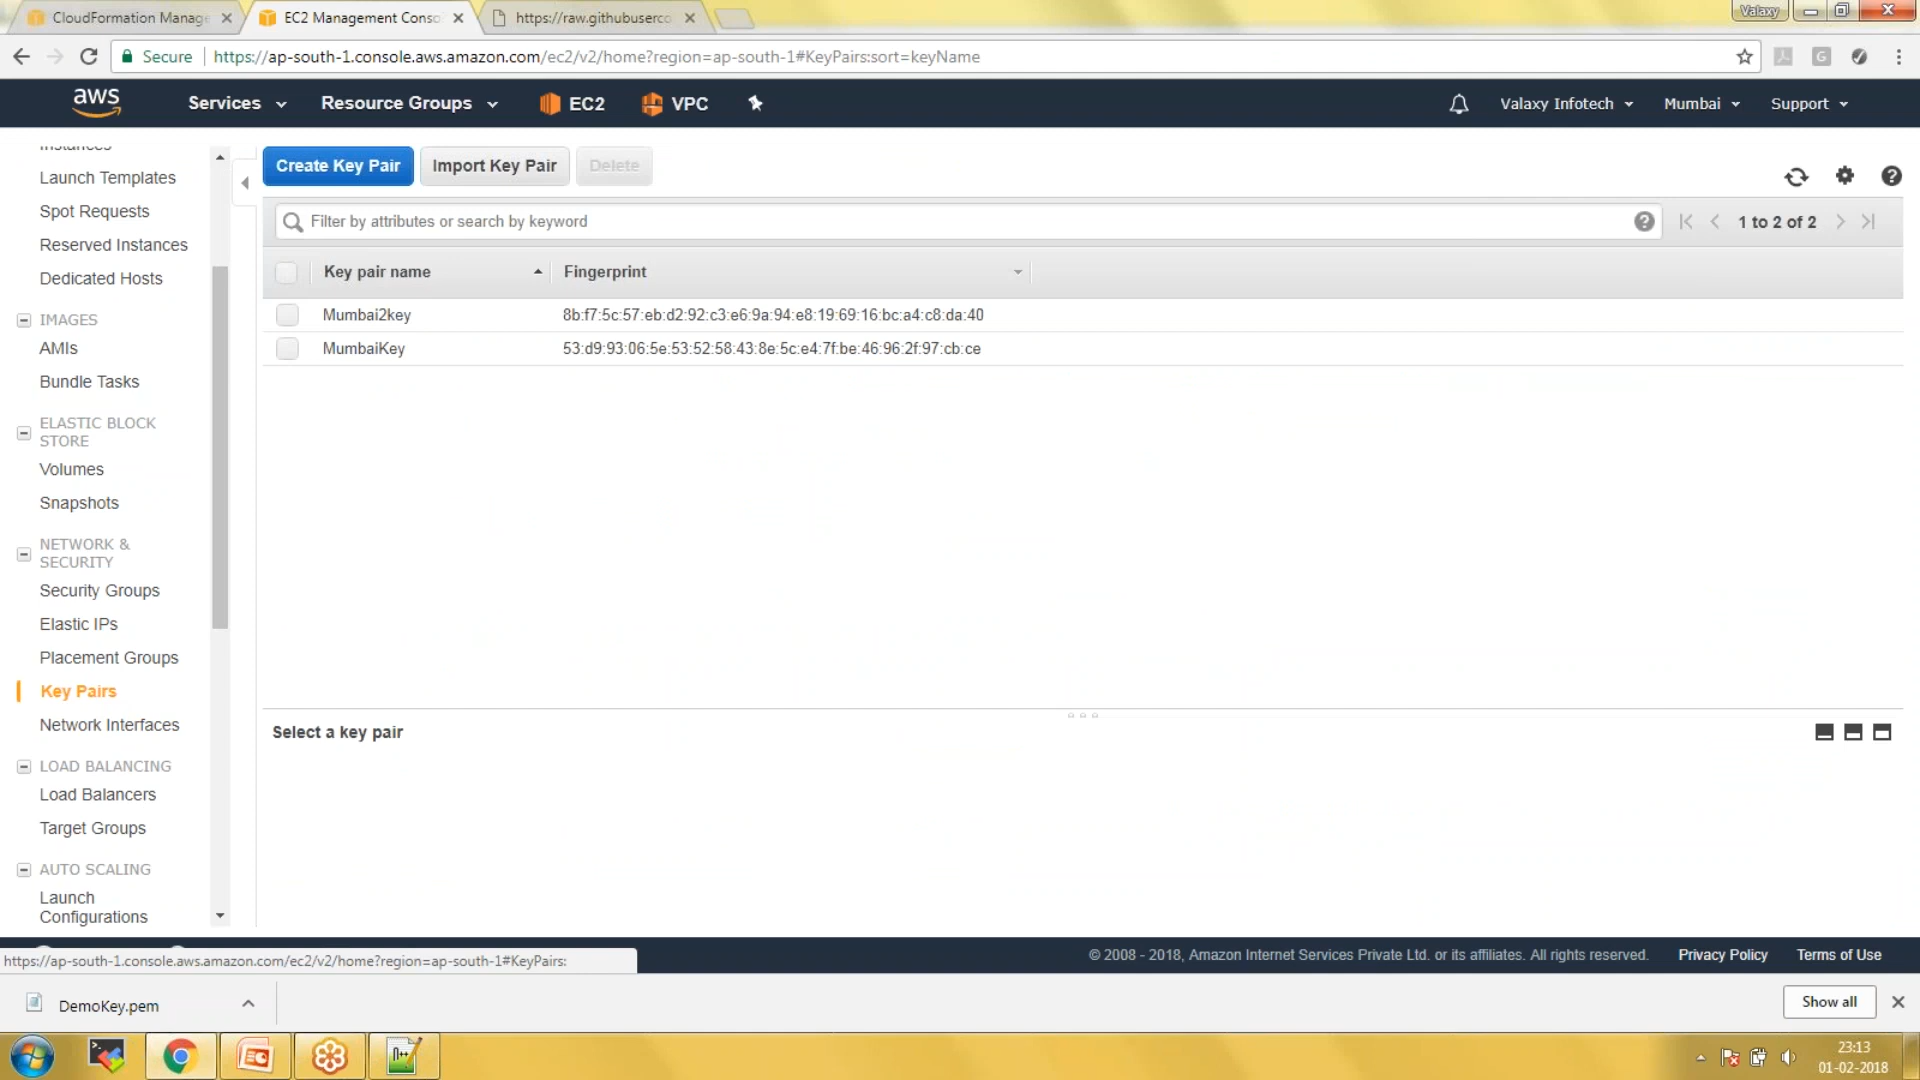 CloudFormation Manage
EC2 Management Conso
https://raw.githubuserco
Valaxy
Secure
https://ap-south-1.console.aws.amazon.com/ec2/v2/home?region=ap-south-1#KeyPairs:sort=keyName
aws
Services
Resource Groups
EC2
VPC
Valaxy Infotech
Mumbai
Support
Instances
Launch Templates
Spot Requests
Reserved Instances
Dedicated Hosts
IMAGES
AMIs
Bundle Tasks
ELASTIC BLOCK
STORE
Volumes
Snapshots
NETWORK &
SECURITY
Security Groups
Elastic IPs
Placement Groups
Key Pairs
Network Interfaces
LOAD BALANCING
Load Balancers
Target Groups
AUTO SCALING
Launch
Configurations
Create Key Pair
Import Key Pair
Delete
Filter by attributes or search by keyword
1 to 2 of 2
Key pair name
Fingerprint
Mumbai2key
8b:f7:5c:57:eb:d2:92:c3:e6:9a:94:e8:19:69:16:bc:a4:c8:da:40
MumbaiKey
53:d9:93:06:5e:53:52:58:43:8e:5c:e4:7f:be:46:96:2f:97:cb:ce
Select a key pair
https://ap-south-1.console.aws.amazon.com/ec2/v2/home?region=ap-south-1#KeyPairs:
© 2008 - 2018, Amazon Internet Services Private Ltd. or its affiliates. All rights reserved.
Privacy Policy
Terms of Use
DemoKey.pem
Show all
23:13
01-02-2018